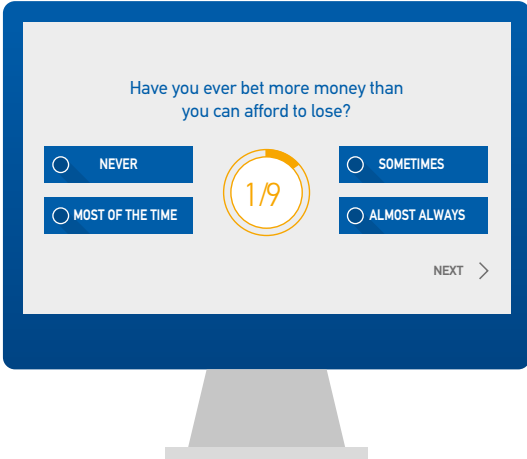 Have you ever bet more money than
you can afford to lose?
NEVER
SOMETIMES
1/9
MOST OF THE TIME
ALMOST ALWAYS
NEXT